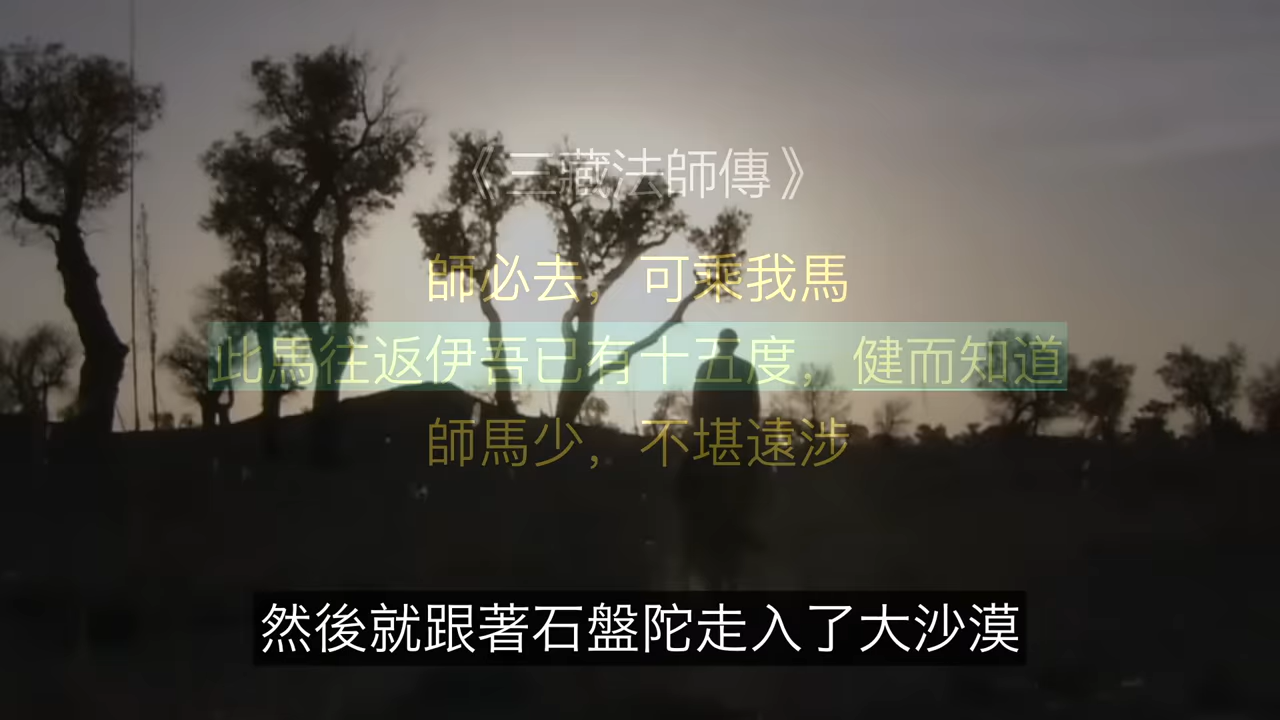 《三藏法師傳》
師必去，可乘我馬
此馬往返伊吾已有十五度，健而知道
師馬少，不堪遠涉
然後就跟著石盤陀走入了大沙漠